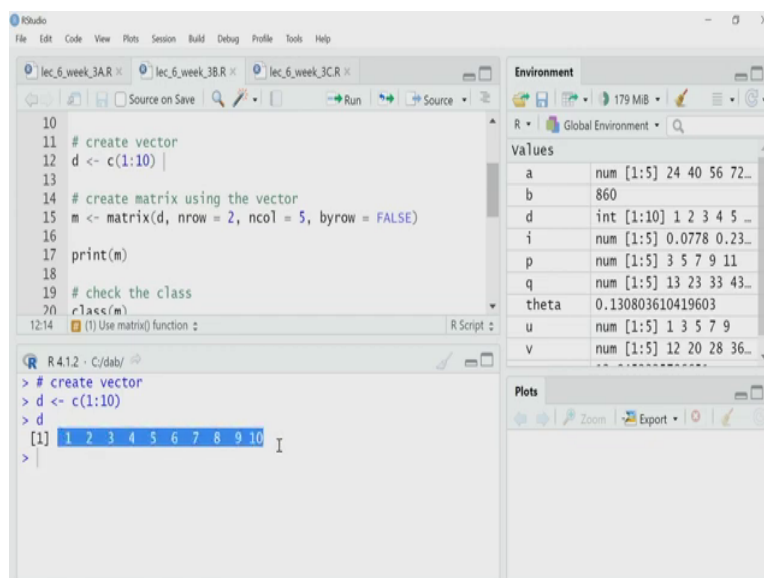 RStudio
File Edit Code View Plots Session Build Debug Profile Tools Help
lec_6_week_3A.R × lec_6_week_3B.R × lec_6_week_3C.R ×
Source on Save Run Source
10
11 # create vector
12 d <- c(1:10)
13
14 # create matrix using the vector
15 m <- matrix(d, nrow = 2, ncol = 5, byrow = FALSE)
16
17 print(m)
18
19 # check the class
20 class(m)
12:14 (1) Use matrix() function R Script
R 4.1.2 · C:/dab/
> # create vector
> d <- c(1:10)
> d
[1] 1 2 3 4 5 6 7 8 9 10
>
Environment
179 MiB
R Global Environment
Values
a num [1:5] 24 40 56 72…
b 860
d int [1:10] 1 2 3 4 5 …
i num [1:5] 0.0778 0.23…
p num [1:5] 3 5 7 9 11
q num [1:5] 13 23 33 43…
theta 0.130803610419603
u num [1:5] 1 3 5 7 9
v num [1:5] 12 20 28 36…
Plots
Zoom Export